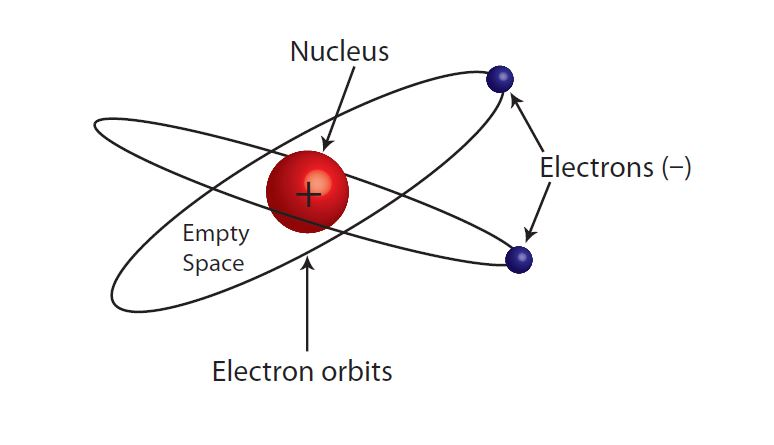 Nucleus
Electrons (–)
+
Empty
Space
Electron orbits